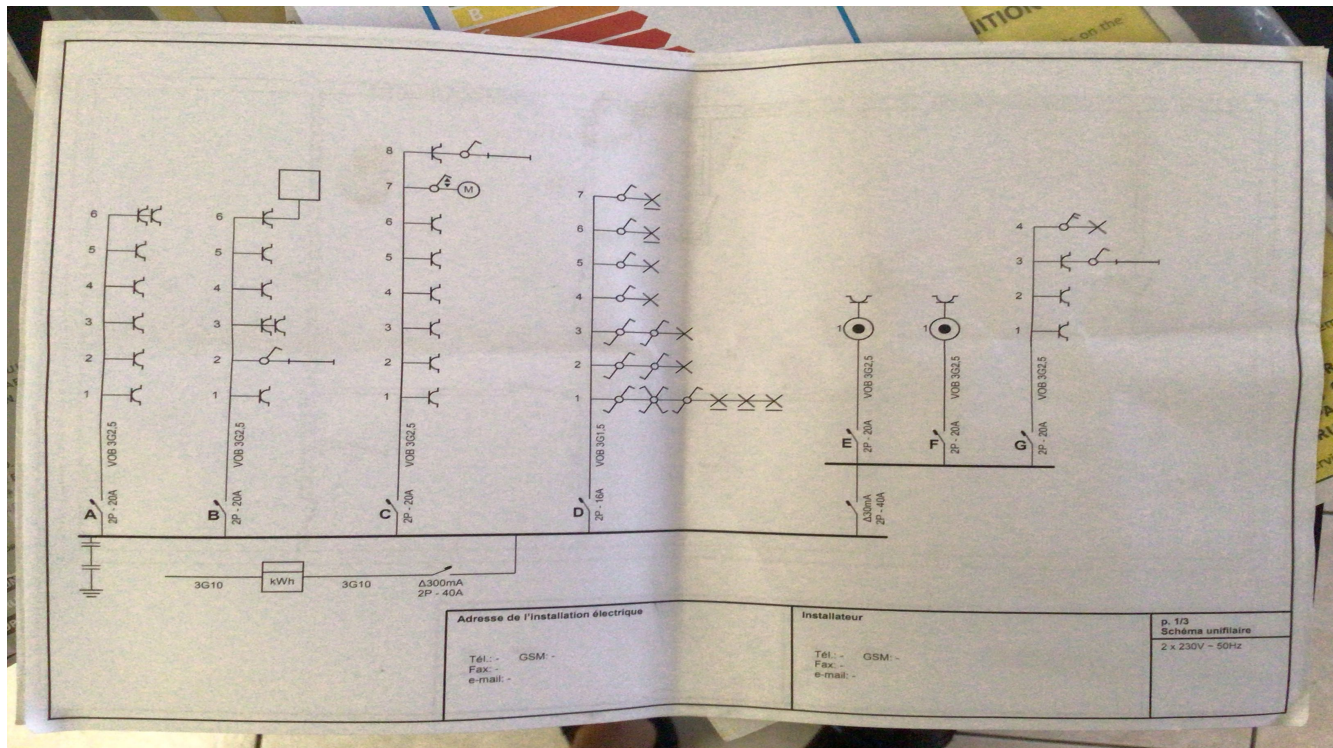 B
NITION
is on the
8
7
M
6
5
4
3
2
1
6
5
4
3
2
1
6
5
4
3
2
1
7
6
5
4
3
2
1
1
1
4
3
2
1
VOB 3G2,5
VOB 3G2,5
VOB 3G2,5
VOB 3G1,5
VOB 3G2,5
VOB 3G2,5
VOB 3G2,5
A
2P - 20A
B
2P - 20A
C
2P - 20A
D
2P - 16A
E
2P - 20A
F
2P - 20A
G
2P - 20A
Δ30mA
2P - 40A
3G10
kWh
3G10
Δ300mA
2P - 40A
Adresse de l'installation électrique
Tél.: - GSM: -
Fax: -
e-mail: -
Installateur
Tél.: - GSM: -
Fax: -
e-mail: -
p. 1/3
Schéma unifilaire
2 x 230V ~ 50Hz